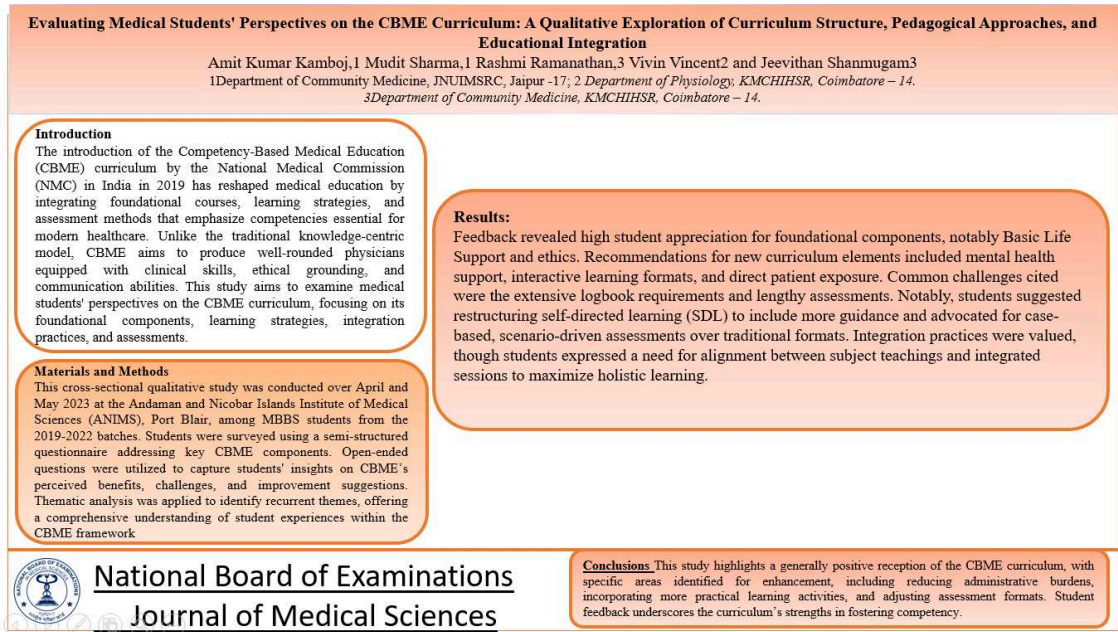 Evaluating Medical Students' Perspectives on the CBME Curriculum: A Qualitative Exploration of Curriculum Structure, Pedagogical Approaches, and
Educational Integration
Amit Kumar Kamboj,1 Mudit Sharma,1 Rashmi Ramanathan,3 Vivin Vincent2 and Jeevithan Shanmugam3
1Department of Community Medicine, JNUIMSRC, Jaipur -17; 2 Department of Physiology, KMCHIHSR, Coimbatore – 14.
3Department of Community Medicine, KMCHIHSR, Coimbatore – 14.
Introduction
The introduction of the Competency-Based Medical Education
(CBME) curriculum by the National Medical Commission
(NMC) in India in 2019 has reshaped medical education by
integrating foundational courses, learning strategies, and
assessment methods that emphasize competencies essential for
modern healthcare. Unlike the traditional knowledge-centric
model, CBME aims to produce well-rounded physicians
equipped with clinical skills, ethical grounding, and
communication abilities. This study aims to examine medical
students' perspectives on the CBME curriculum, focusing on its
foundational components, learning strategies, integration
practices, and assessments.
Materials and Methods
This cross-sectional qualitative study was conducted over April and
May 2023 at the Andaman and Nicobar Islands Institute of Medical
Sciences (ANIMS), Port Blair, among MBBS students from the
2019-2022 batches. Students were surveyed using a semi-structured
questionnaire addressing key CBME components. Open-ended
questions were utilized to capture students' insights on CBME's
perceived benefits, challenges, and improvement suggestions.
Thematic analysis was applied to identify recurrent themes, offering
a comprehensive understanding of student experiences within the
CBME framework
Results:
Feedback revealed high student appreciation for foundational components, notably Basic Life
Support and ethics. Recommendations for new curriculum elements included mental health
support, interactive learning formats, and direct patient exposure. Common challenges cited
were the extensive logbook requirements and lengthy assessments. Notably, students suggested
restructuring self-directed learning (SDL) to include more guidance and advocated for case-
based, scenario-driven assessments over traditional formats. Integration practices were valued,
though students expressed a need for alignment between subject teachings and integrated
sessions to maximize holistic learning.
National Board of Examinations
Journal of Medical Sciences
Conclusions This study highlights a generally positive reception of the CBME curriculum, with
specific areas identified for enhancement, including reducing administrative burdens,
incorporating more practical learning activities, and adjusting assessment formats. Student
feedback underscores the curriculum's strengths in fostering competency.